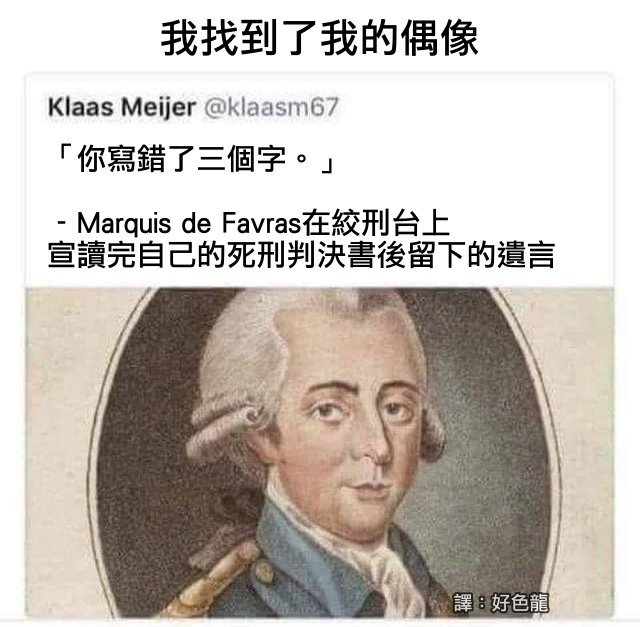 我找到了我的偶像
Klaas Meijer @klaasm67
「你寫錯了三個字。」
- Marquis de Favras在絞刑台上
宣讀完自己的死刑判決書後留下的遺言
譯：好色龍